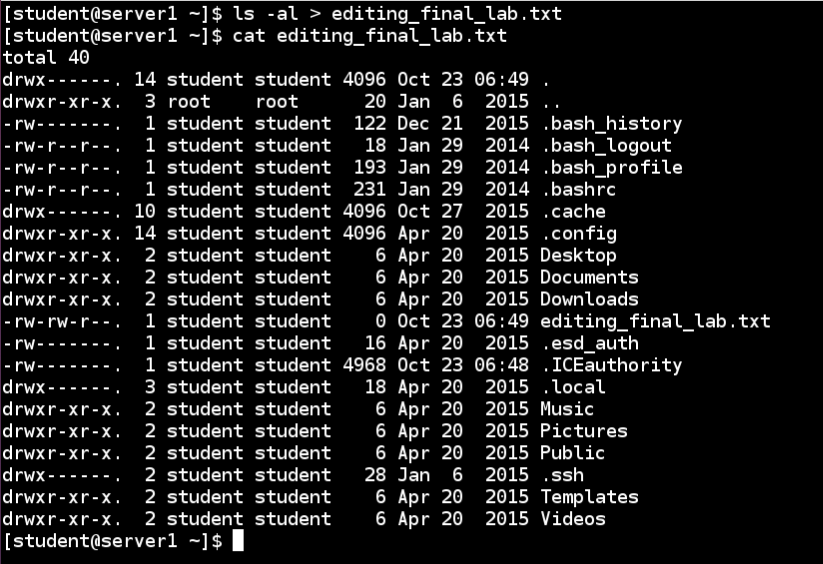 [student@server1 ~]$ ls -al > editing_final_lab.txt
[student@server1 ~]$ cat editing_final_lab.txt
total 40
drwx------. 14 student student 4096 Oct 23 06:49 .
drwxr-xr-x.  3 root    root      20 Jan  6  2015 ..
-rw-------.  1 student student  122 Dec 21  2015 .bash_history
-rw-r--r--.  1 student student   18 Jan 29  2014 .bash_logout
-rw-r--r--.  1 student student  193 Jan 29  2014 .bash_profile
-rw-r--r--.  1 student student  231 Jan 29  2014 .bashrc
drwx------. 10 student student 4096 Oct 27  2015 .cache
drwxr-xr-x. 14 student student 4096 Apr 20  2015 .config
drwxr-xr-x.  2 student student    6 Apr 20  2015 Desktop
drwxr-xr-x.  2 student student    6 Apr 20  2015 Documents
drwxr-xr-x.  2 student student    6 Apr 20  2015 Downloads
-rw-rw-r--.  1 student student    0 Oct 23 06:49 editing_final_lab.txt
-rw-------.  1 student student   16 Apr 20  2015 .esd_auth
-rw-------.  1 student student 4968 Oct 23 06:48 .ICEauthority
drwx------.  3 student student   18 Apr 20  2015 .local
drwxr-xr-x.  2 student student    6 Apr 20  2015 Music
drwxr-xr-x.  2 student student    6 Apr 20  2015 Pictures
drwxr-xr-x.  2 student student    6 Apr 20  2015 Public
drwx------.  2 student student   28 Jan  6  2015 .ssh
drwxr-xr-x.  2 student student    6 Apr 20  2015 Templates
drwxr-xr-x.  2 student student    6 Apr 20  2015 Videos
[student@server1 ~]$